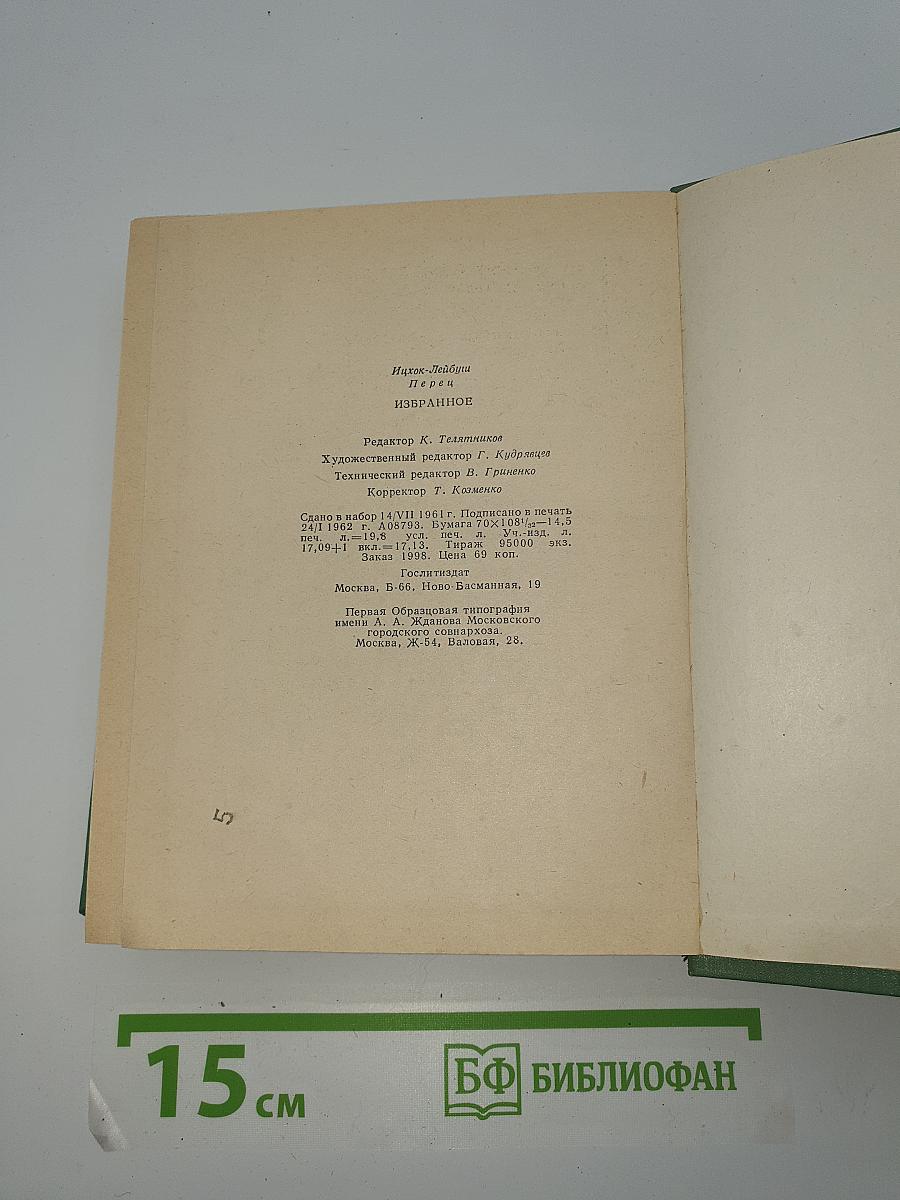 Ицхок-Лейбуш
Перец
ИЗБРАННОЕ
Редактор К. Телятников
Художественный редактор Г. Кудрявцев
Технический редактор В. Гриненко
Корректор Т. Козменко
Сдано в набор 14/VII 1961 г. Подписано в печать
24/I 1962 г. А08793. Бумага 70×108¹/₃₂—14,5
печ. л.=19,8 усл. печ. л. Уч.-изд. л.
17,09+1 вкл.=17,13. Тираж 95000 экз.
Заказ 1998. Цена 69 коп.
Гослитиздат
Москва, Б-66, Ново-Басманная, 19
Первая Образцовая типография
имени А. А. Жданова Московского
городского совнархоза.
Москва, Ж-54, Валовая, 28.
5
15 см
БФ БИБЛИОФАН